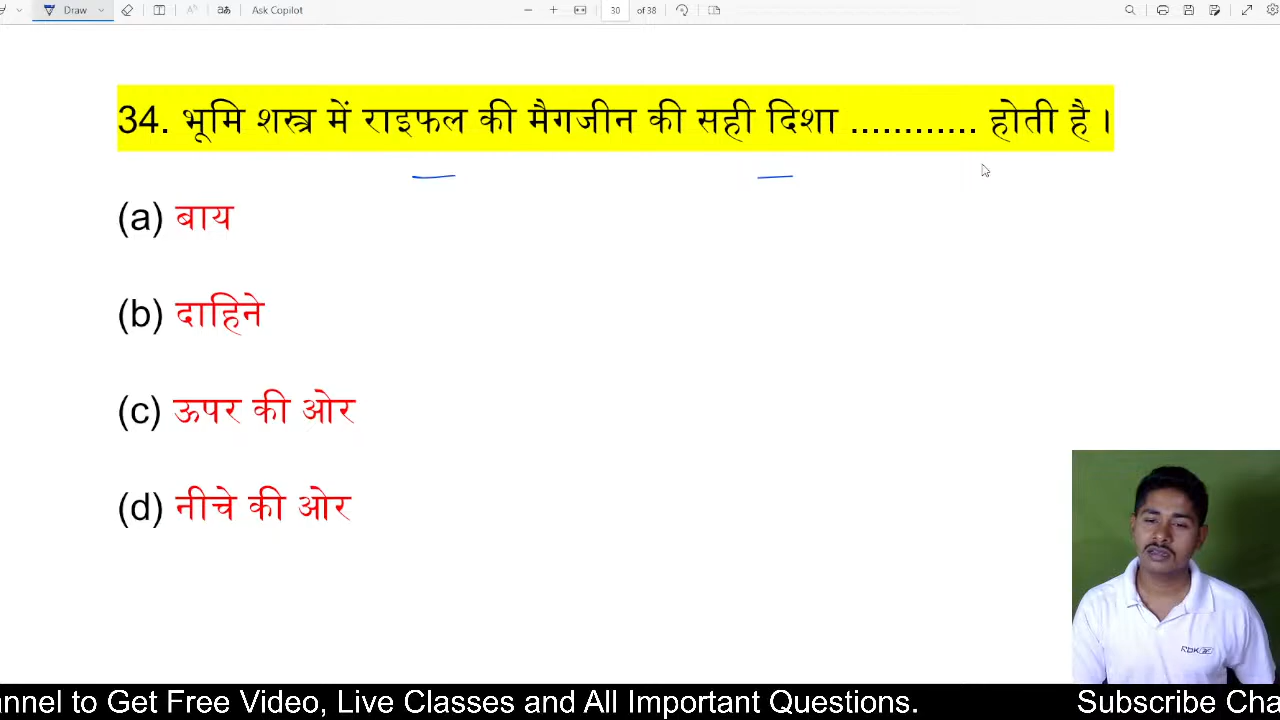 Draw
Ask Copilot
30 of 38
34. भूमि शस्त्र में राइफल की मैगजीन की सही दिशा ............ होती है ।
(a) बाय
(b) दाहिने
(c) ऊपर की ओर
(d) नीचे की ओर
RbK
nnel to Get Free Video, Live Classes and All Important Questions. Subscribe Cha